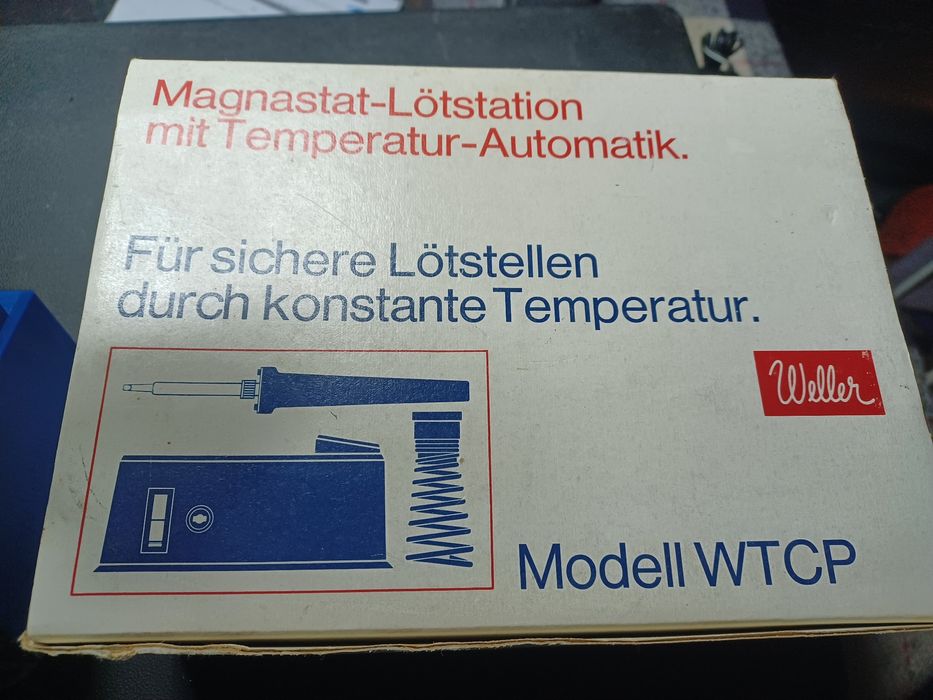 Magnastat-Lötstation
mit Temperatur-Automatik.
Für sichere Lötstellen
durch konstante Temperatur.
Weller
Modell WTCP